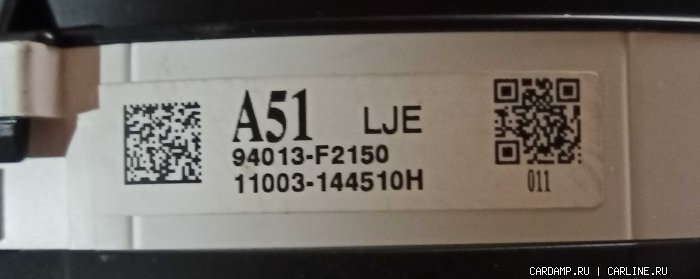 A51 LJE
94013-F2150
11003-144510H
011
CARDAMP.RU | CARLINE.RU